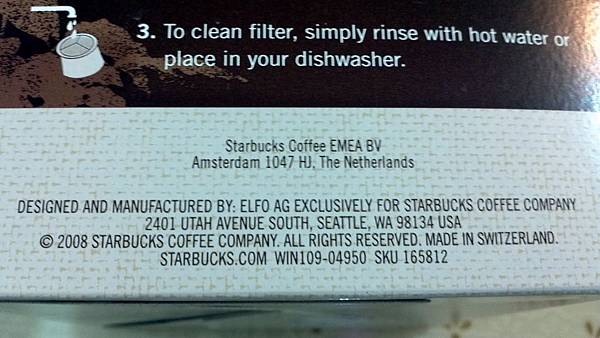 3. To clean filter, simply rinse with hot water or
place in your dishwasher.
Starbucks Coffee EMEA BV
Amsterdam 1047 HJ, The Netherlands
DESIGNED AND MANUFACTURED BY: ELFO AG EXCLUSIVELY FOR STARBUCKS COFFEE COMPANY
2401 UTAH AVENUE SOUTH, SEATTLE, WA 98134 USA
© 2008 STARBUCKS COFFEE COMPANY. ALL RIGHTS RESERVED. MADE IN SWITZERLAND.
STARBUCKS.COM WIN109-04950 SKU 165812